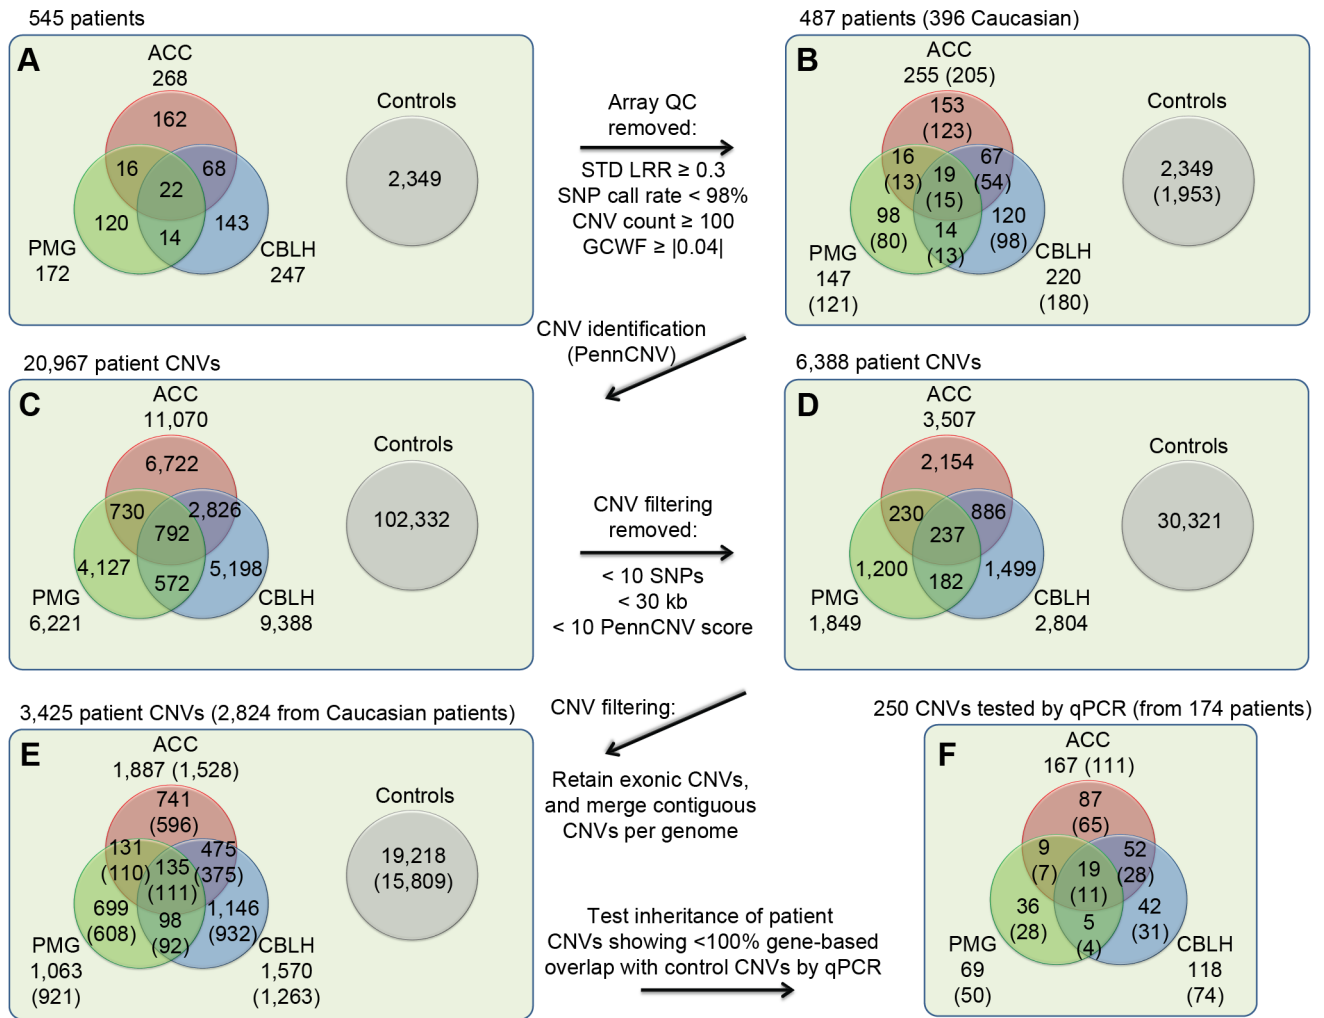 545 patients
A
ACC
268
162
16
68
22
120
14
143
PMG
172
CBLH
247
Controls
2,349
Array QC
removed:
STD LRR ≥ 0.3
SNP call rate < 98%
CNV count ≥ 100
GCWF ≥ |0.04|
487 patients (396 Caucasian)
B
ACC
255 (205)
153
(123)
16
(13)
67
(54)
19
(15)
98
(80)
14
(13)
120
(98)
PMG
147
(121)
CBLH
220
(180)
Controls
2,349
(1,953)
CNV identification
(PennCNV)
20,967 patient CNVs
C
ACC
11,070
6,722
730
2,826
792
4,127
572
5,198
PMG
6,221
CBLH
9,388
Controls
102,332
CNV filtering
removed:
< 10 SNPs
< 30 kb
< 10 PennCNV score
6,388 patient CNVs
D
ACC
3,507
2,154
230
886
237
1,200
182
1,499
PMG
1,849
CBLH
2,804
Controls
30,321
CNV filtering:
Retain exonic CNVs,
and merge contiguous
CNVs per genome
3,425 patient CNVs (2,824 from Caucasian patients)
E
ACC
1,887 (1,528)
741
(596)
131
(110)
475
(375)
135
(111)
699
(608)
98
(92)
1,146
(932)
PMG
1,063
(921)
CBLH
1,570
(1,263)
Controls
19,218
(15,809)
Test inheritance of patient
CNVs showing <100% gene-based
overlap with control CNVs by qPCR
250 CNVs tested by qPCR (from 174 patients)
F
ACC
167 (111)
87
(65)
9
(7)
52
(28)
19
(11)
36
(28)
5
(4)
42
(31)
PMG
69
(50)
CBLH
118
(74)